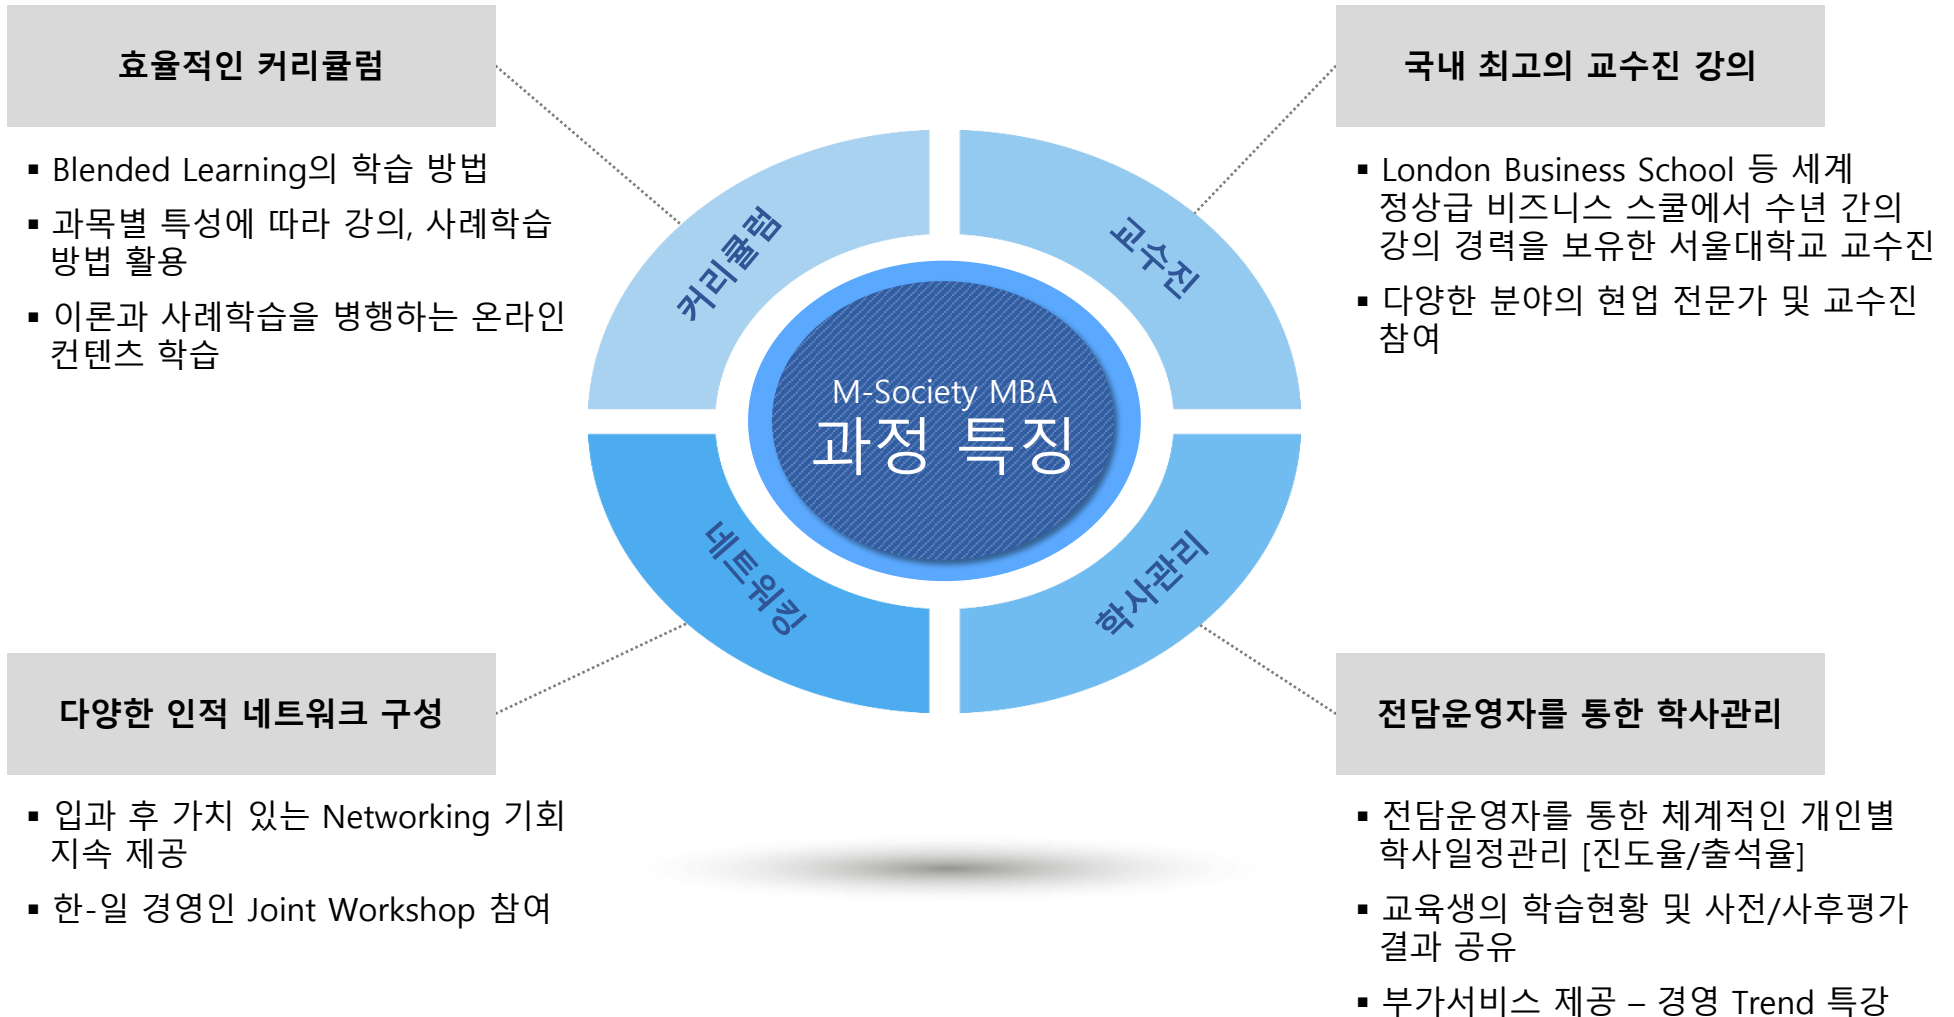 효율적인 커리큘럼
▪ Blended Learning의 학습 방법
▪ 과목별 특성에 따라 강의, 사례학습
방법 활용
▪ 이론과 사례학습을 병행하는 온라인
컨텐츠 학습
국내 최고의 교수진 강의
▪ London Business School 등 세계
정상급 비즈니스 스쿨에서 수년 간의
강의 경력을 보유한 서울대학교 교수진
▪ 다양한 분야의 현업 전문가 및 교수진
참여
커리큘럼
교수진
M-Society MBA
과정 특징
네트워킹
학사관리
다양한 인적 네트워크 구성
▪ 입과 후 가치 있는 Networking 기회
지속 제공
▪ 한-일 경영인 Joint Workshop 참여
전담운영자를 통한 학사관리
▪ 전담운영자를 통한 체계적인 개인별
학사일정관리 [진도율/출석율]
▪ 교육생의 학습현황 및 사전/사후평가
결과 공유
▪ 부가서비스 제공 – 경영 Trend 특강